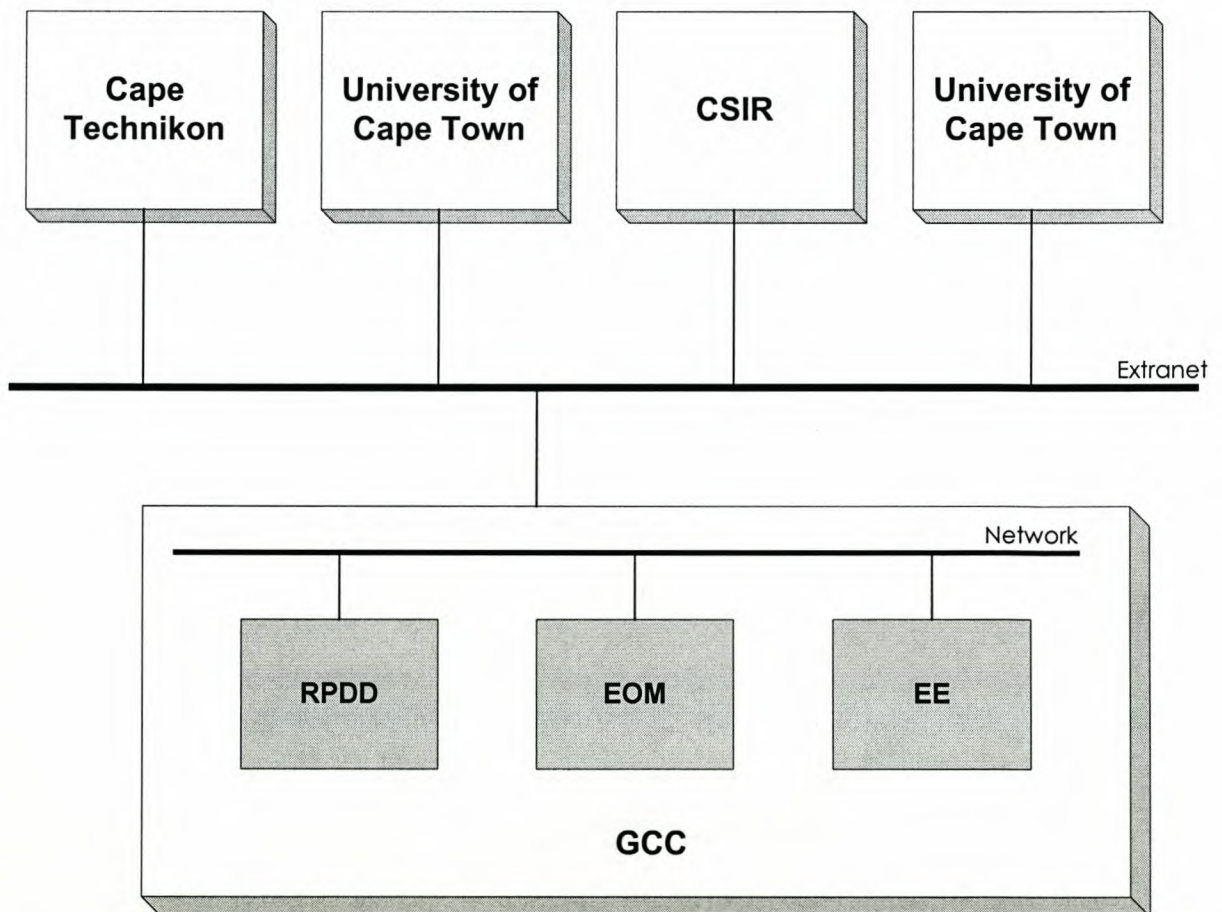 Cape
Technikon
University of
Cape Town
CSIR
University of
Cape Town
Extranet
Network
RPDD
EOM
EE
GCC